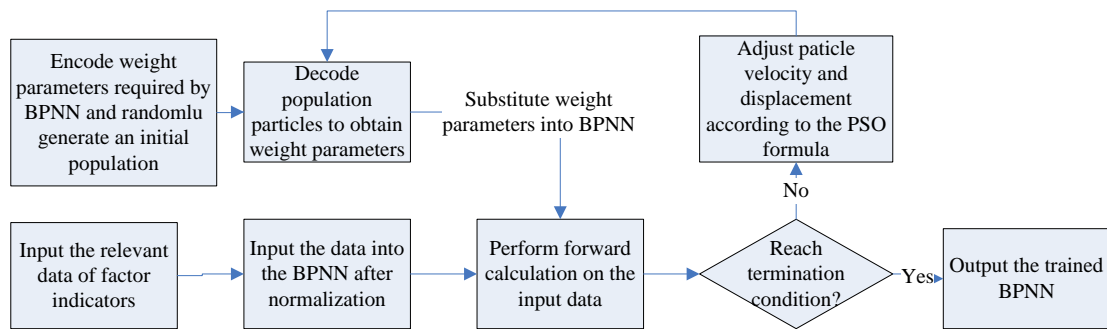 Encode weight
parameters required by
BPNN and randomlu
generate an initial
population
Decode
population
particles to obtain
weight parameters
Substitute weight
parameters into BPNN
Adjust paticle
velocity and
displacement
according to the PSO
formula
No
Input the relevant
data of factor
indicators
Input the data into
the BPNN after
normalization
Perform forward
calculation on the
input data
Reach
termination
condition?
Yes
Output the trained
BPNN